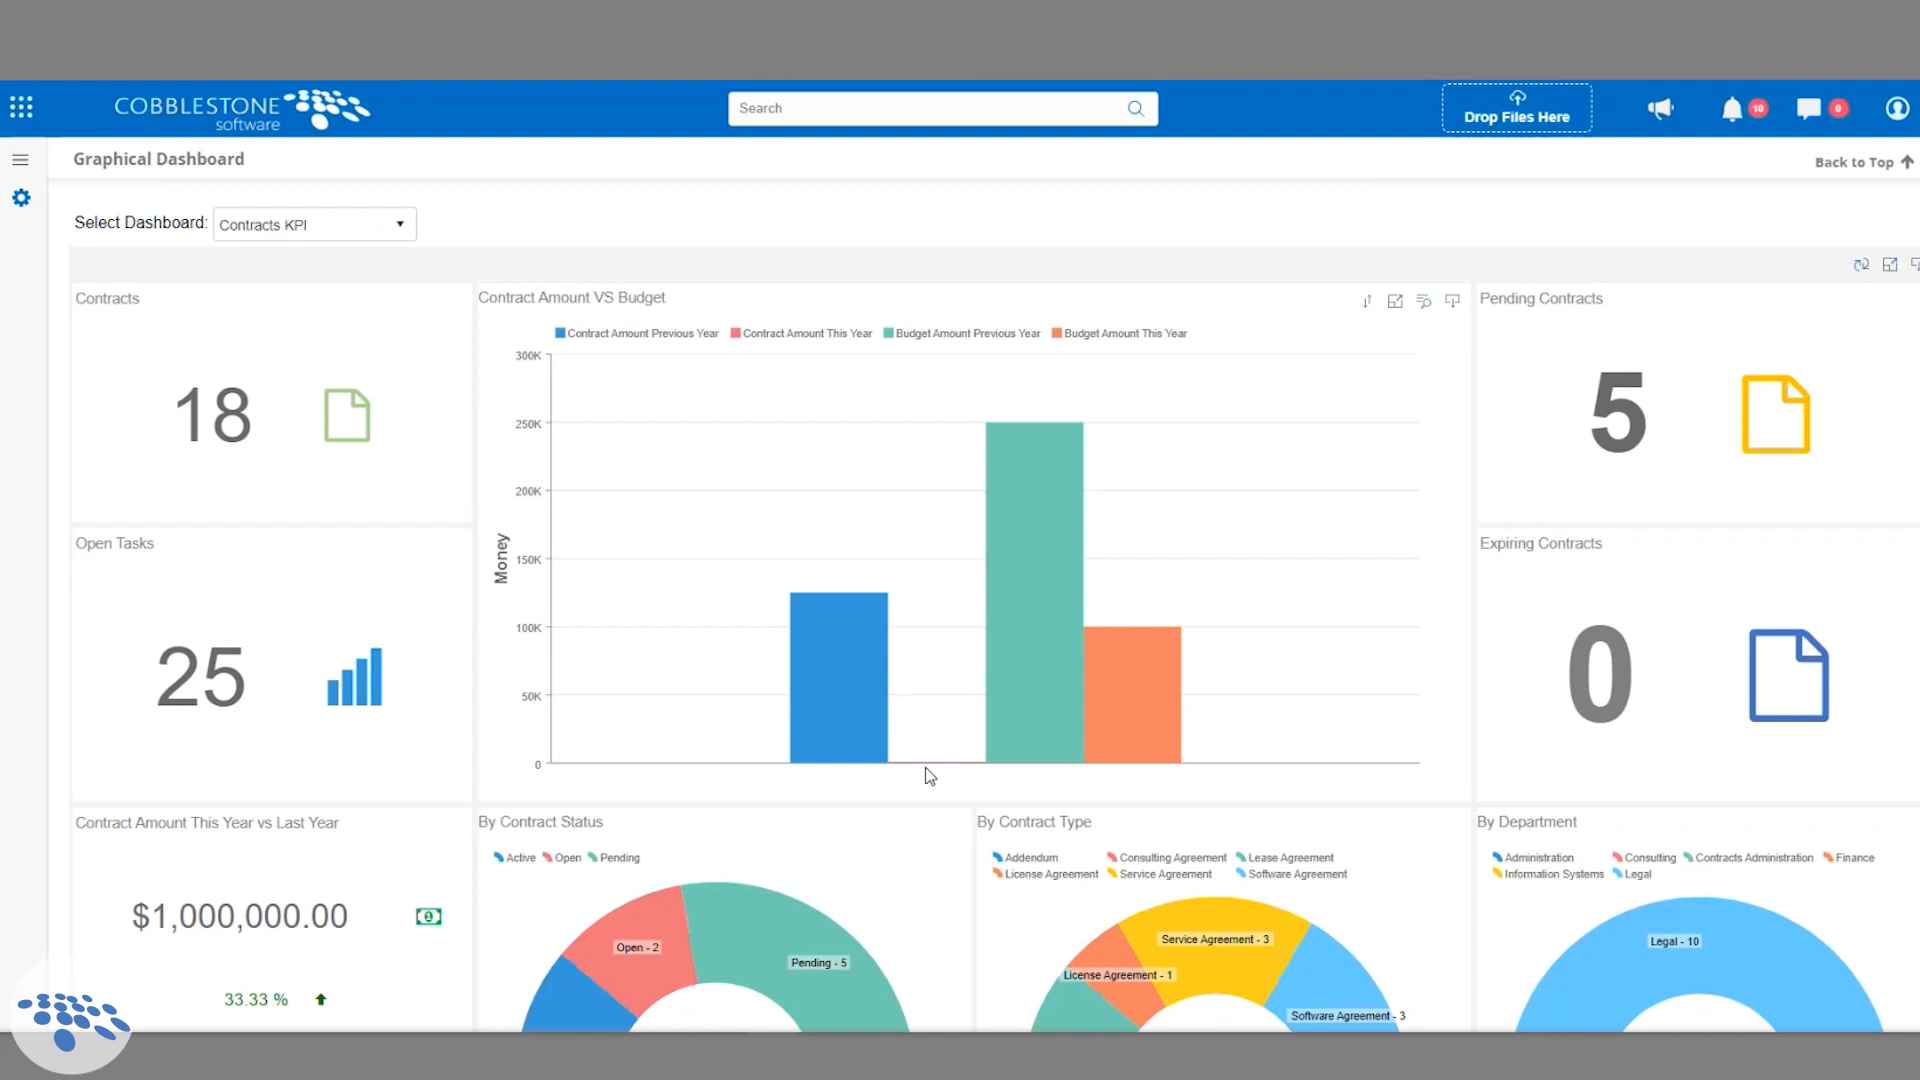 COBBLESTONE
software
Search
Drop Files Here
10
0
Graphical Dashboard
Back to Top
Select Dashboard: Contracts KPI
Contracts
18
Contract Amount VS Budget
Contract Amount Previous Year Contract Amount This Year Budget Amount Previous Year Budget Amount This Year
300K
250K
200K
150K
100K
50K
0
Money
Pending Contracts
5
Open Tasks
25
Expiring Contracts
0
Contract Amount This Year vs Last Year
$1,000,000.00
33.33 %
By Contract Status
Active Open Pending
Open - 2
Pending - 5
By Contract Type
Addendum Consulting Agreement Lease Agreement
License Agreement Service Agreement Software Agreement
Service Agreement - 3
License Agreement - 1
Software Agreement - 3
By Department
Administration Consulting Contracts Administration Finance
Information Systems Legal
Legal - 10